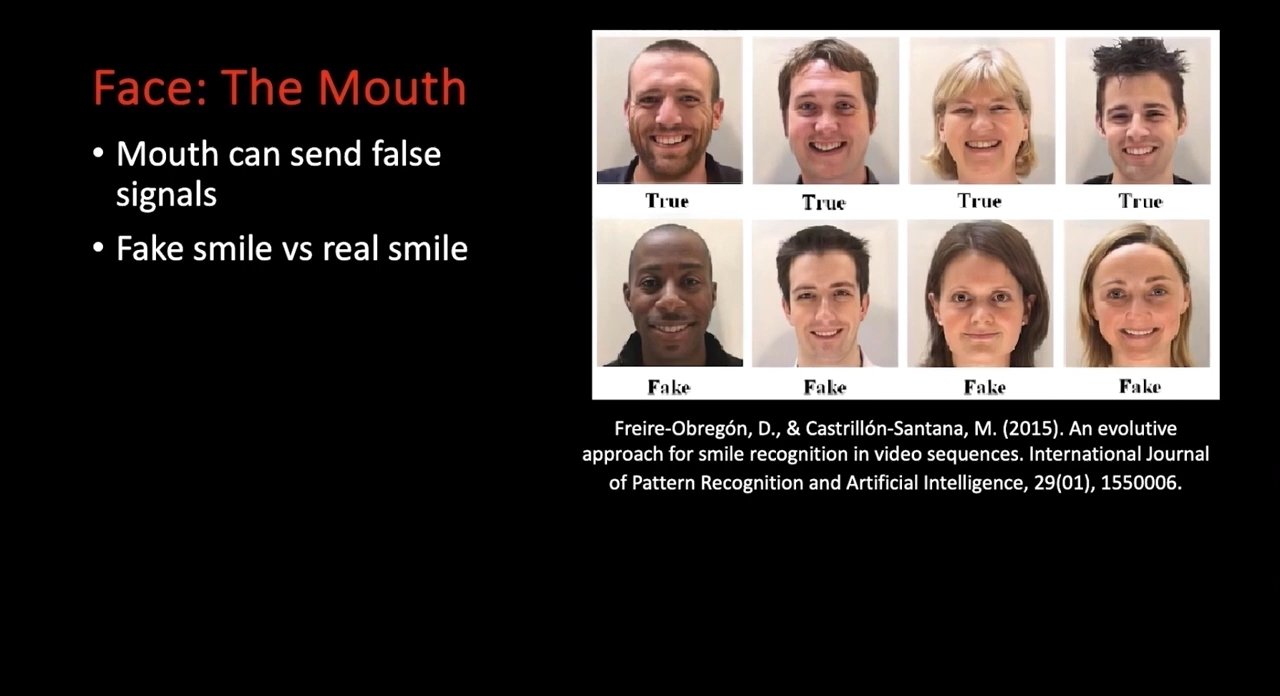 Face: The Mouth
• Mouth can send false
signals
• Fake smile vs real smile
True True True True
Fake Fake Fake Fake
Freire-Obregón, D., & Castrillón-Santana, M. (2015). An evolutive
approach for smile recognition in video sequences. International Journal
of Pattern Recognition and Artificial Intelligence, 29(01), 1550006.